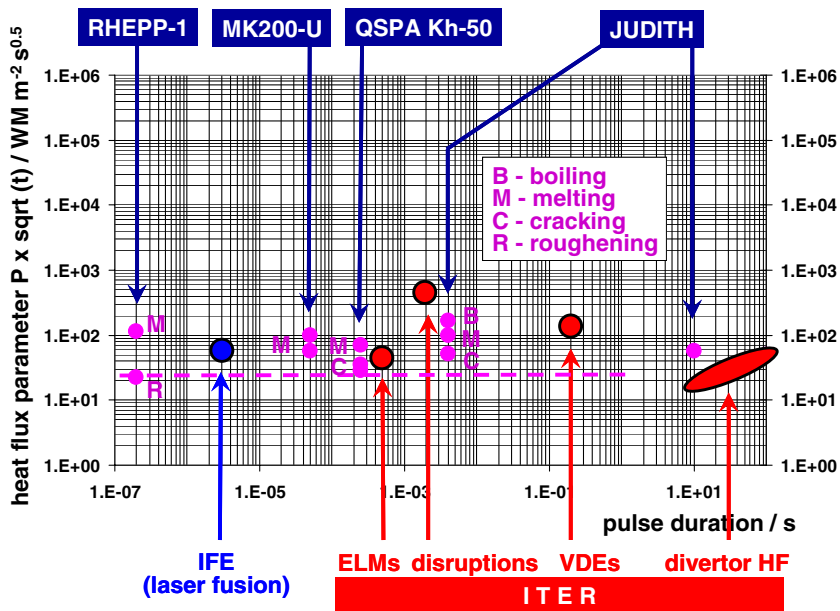 RHEPP-1 MK200-U QSPA Kh-50 JUDITH
heat flux parameter P x sqrt (t) / WM m⁻² s⁰·⁵
1.E+06 1.E+06
1.E+05 1.E+05
B - boiling
M - melting
C - cracking
R - roughening
1.E+04 1.E+04
1.E+03 1.E+03
M B
1.E+02 1.E+02
M M M
C C
R
1.E+01 1.E+01
1.E+00 1.E+00
1.E-07 1.E-05 1.E-03 1.E-01 1.E+01
pulse duration / s
IFE ELMs disruptions VDEs divertor HF
(laser fusion)
ITER